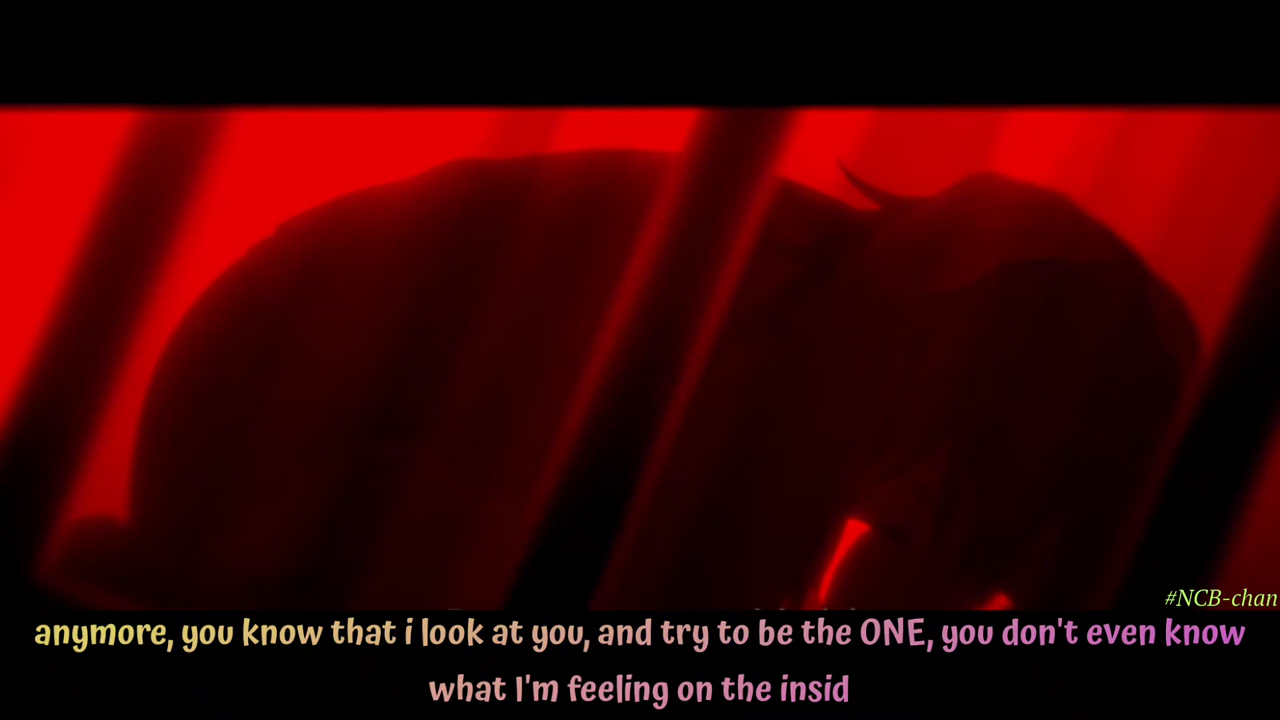 #NCB-chan
anymore, you know that i look at you, and try to be the ONE, you don't even know
what I'm feeling on the insid